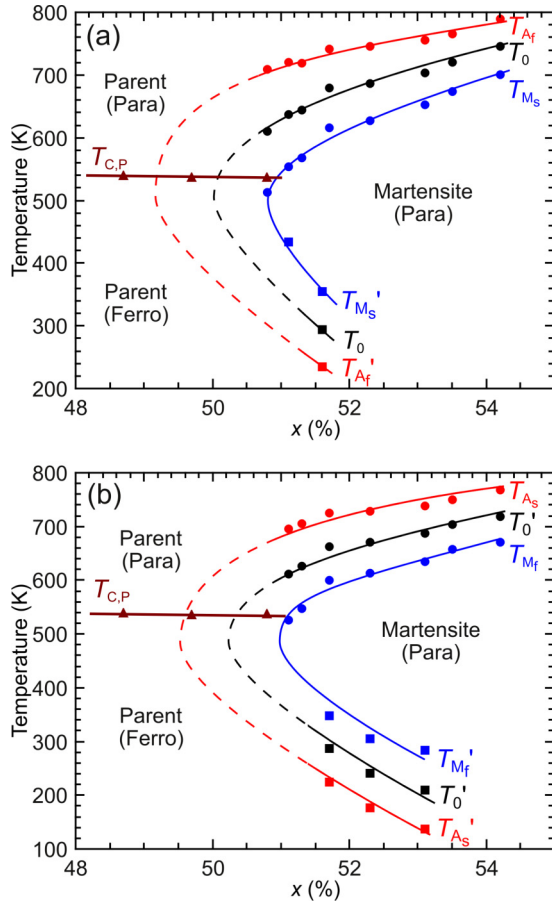 (a)
T_Af
T_0
T_Ms
Parent
(Para)
T_C,P
Martensite
(Para)
Parent
(Ferro)
T_Ms'
T_0
T_Af'
Temperature (K)
800
700
600
500
400
300
200
48
50
52
54
x (%)
(b)
T_As
T_0'
T_Mf
Parent
(Para)
T_C,P
Martensite
(Para)
Parent
(Ferro)
T_Mf'
T_0'
T_As'
Temperature (K)
800
700
600
500
400
300
200
100
48
50
52
54
x (%)